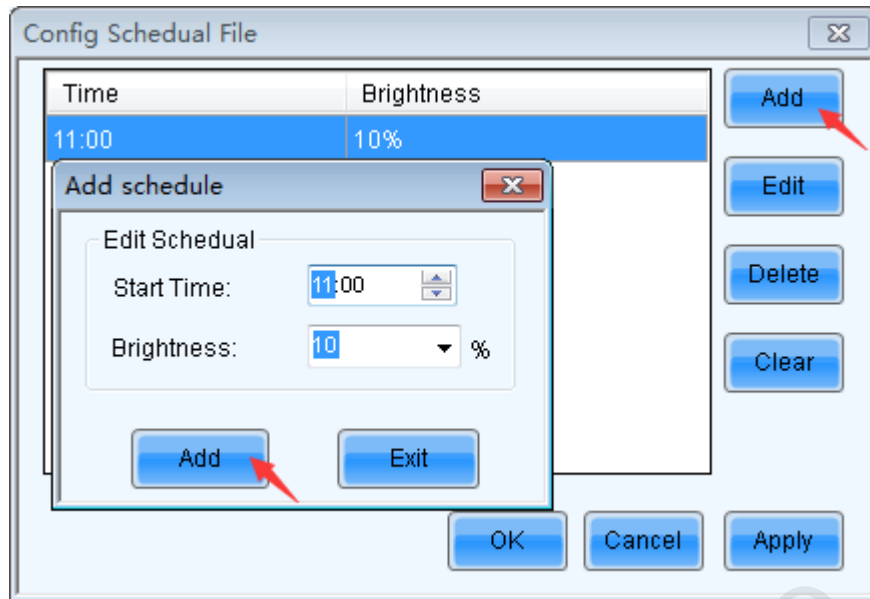 Config Schedual File
Time Brightness
11:00 10%
Add
Edit
Delete
Clear
Add schedule
Edit Schedual
Start Time: 11:00
Brightness: 10 %
Add Exit
OK Cancel Apply